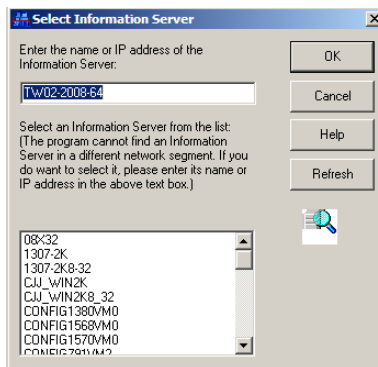 Select Information Server
Enter the name or IP address of the
Information Server:
OK
TW02-2008-64
Cancel
Select an Information Server from the list:
(The program cannot find an Information
Server in a different network segment. If you
do want to select it, please enter its name or
IP address in the above text box.)
Help
Refresh
08X32
1307-2K
1307-2K8-32
CJJ_WIN2K
CJJ_WIN2K8_32
CONFIG1380VM0
CONFIG1568VM0
CONFIG1570VM0
CONFIG791VM2